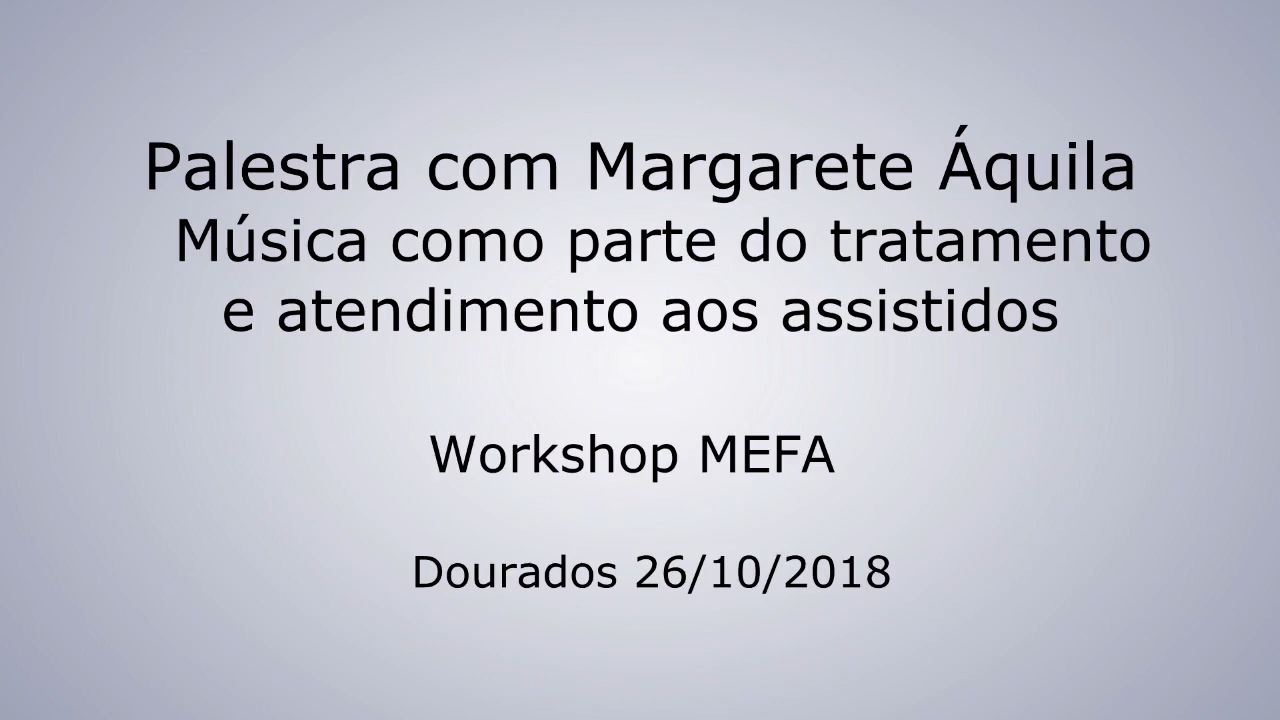 Palestra com Margarete Áquila
Música como parte do tratamento
e atendimento aos assistidos
Workshop MEFA
Dourados 26/10/2018